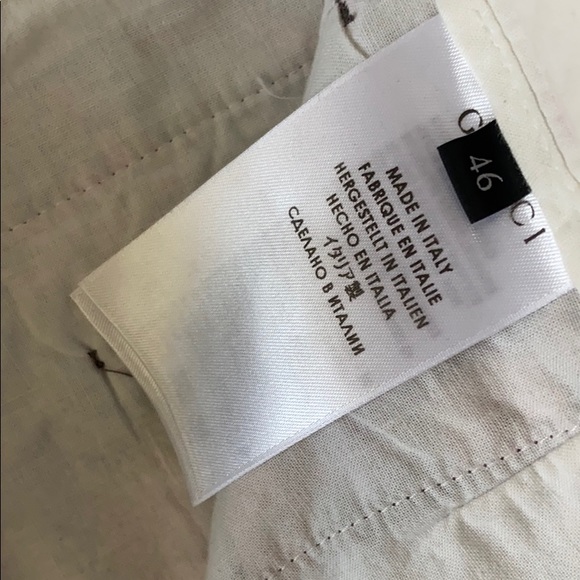 G CI
46
MADE IN ITALY
FABRIQUE EN ITALIE
HERGESTELLT IN ITALIEN
HECHO EN ITALIA
イタリア製
СДЕЛАНО В ИТАЛИИ